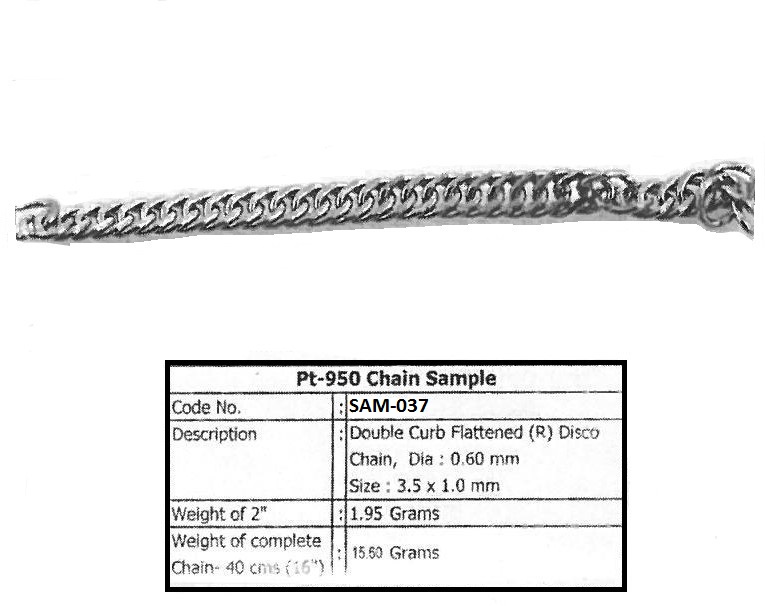 Pt-950 Chain Sample
Code No. : SAM-037
Description : Double Curb Flattened (R) Disco
Chain, Dia : 0.60 mm
Size : 3.5 x 1.0 mm
Weight of 2" : 1.95 Grams
Weight of complete
Chain- 40 cms (16") : 15.60 Grams